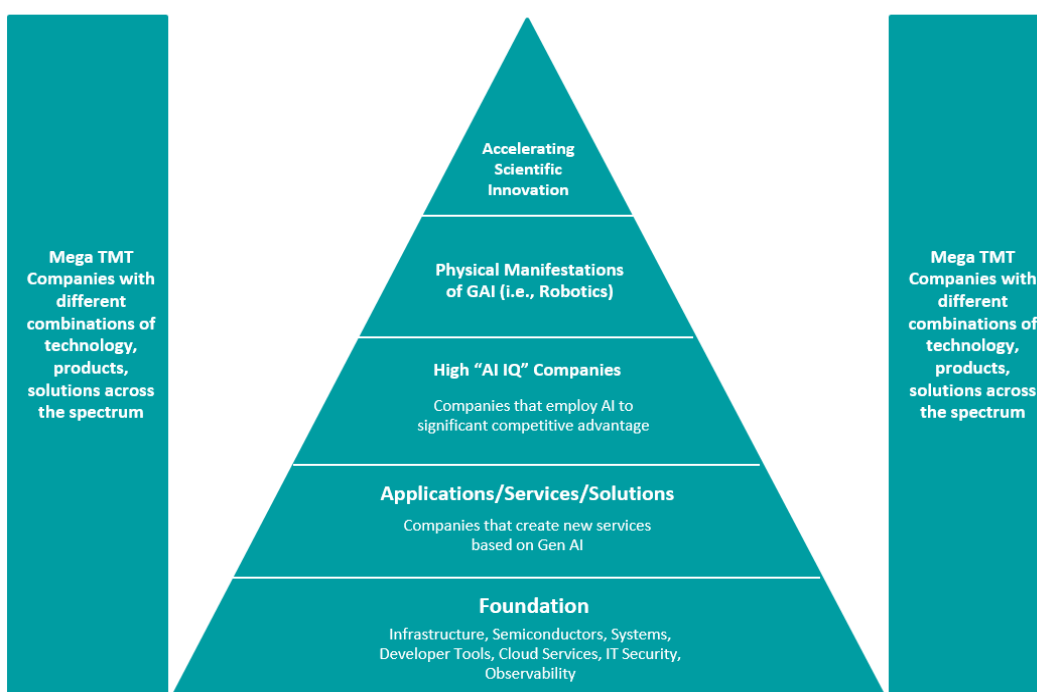 Mega TMT
Companies with
different
combinations of
technology,
products,
solutions across
the spectrum
Accelerating
Scientific
Innovation
Physical Manifestations
of GAI (i.e., Robotics)
High “AI IQ” Companies
Companies that employ AI to
significant competitive advantage
Applications/Services/Solutions
Companies that create new services
based on Gen AI
Foundation
Infrastructure, Semiconductors, Systems,
Developer Tools, Cloud Services, IT Security,
Observability
Mega TMT
Companies with
different
combinations of
technology,
products,
solutions across
the spectrum